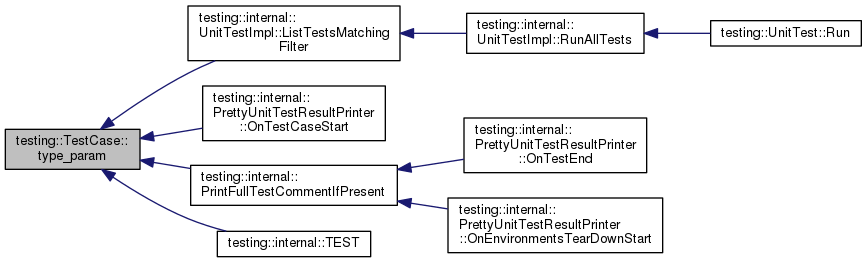 testing::TestCase::
type_param
testing::internal::
UnitTestImpl::ListTestsMatching
Filter
testing::internal::
UnitTestImpl::RunAllTests
testing::UnitTest::Run
testing::internal::
PrettyUnitTestResultPrinter
::OnTestCaseStart
testing::internal::
PrintFullTestCommentIfPresent
testing::internal::
PrettyUnitTestResultPrinter
::OnTestEnd
testing::internal::
PrettyUnitTestResultPrinter
::OnEnvironmentsTearDownStart
testing::internal::TEST